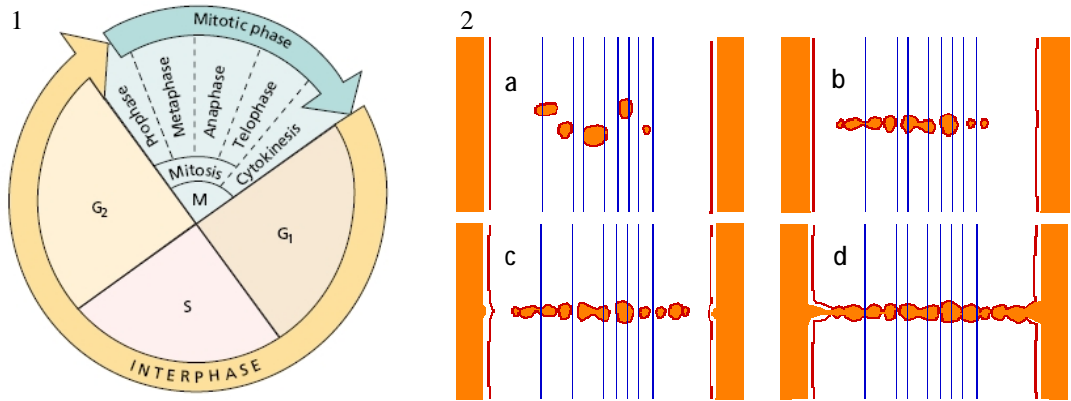 1
Mitotic phase
Prophase
Metaphase
Anaphase
Telophase
Cytokinesis
Mitosis
M
G2
G1
S
INTERPHASE
2
a
b
c
d